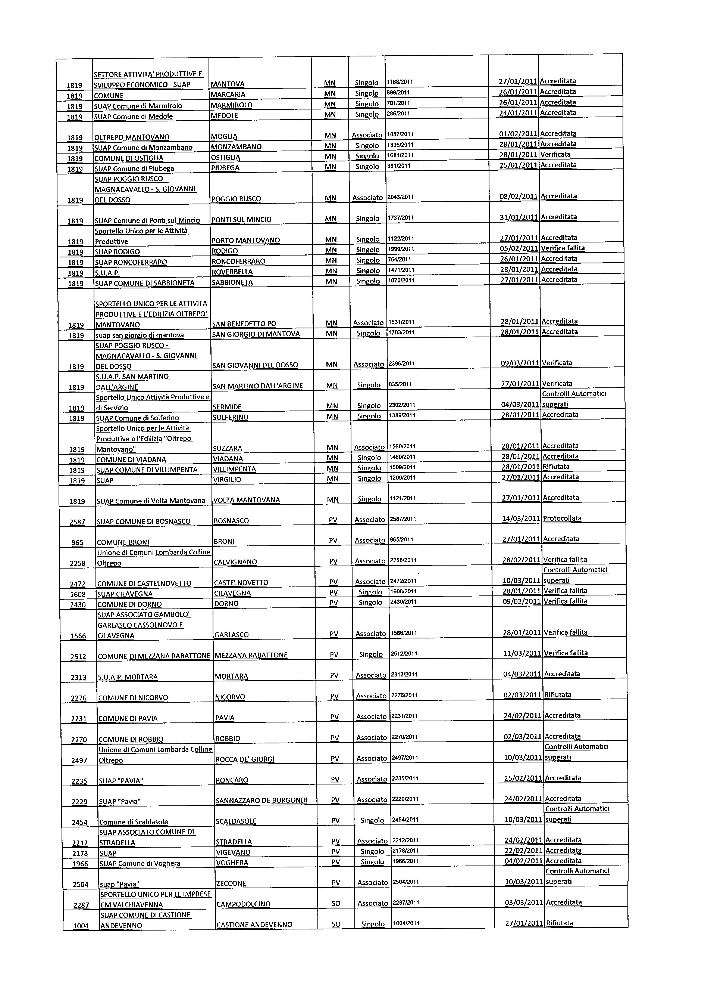 SETTORE ATTIVITA' PRODUTTIVE E
1819 SVILUPPO ECONOMICO - SUAP MANTOVA MN Singolo 1168/2011 27/01/2011 Accreditata
1819 COMUNE MARCARIA MN Singolo 699/2011 26/01/2011 Accreditata
1819 SUAP Comune di Marmirolo MARMIROLO MN Singolo 701/2011 26/01/2011 Accreditata
1819 SUAP Comune di Medole MEDOLE MN Singolo 286/2011 24/01/2011 Accreditata
1819 OLTREPO MANTOVANO MOGLIA MN Associato 1887/2011 01/02/2011 Accreditata
1819 SUAP Comune di Monzambano MONZAMBANO MN Singolo 1336/2011 28/01/2011 Accreditata
1819 COMUNE DI OSTIGLIA OSTIGLIA MN Singolo 1681/2011 28/01/2011 Verificata
1819 SUAP Comune di Piubega PIUBEGA MN Singolo 381/2011 25/01/2011 Accreditata
SUAP POGGIO RUSCO -
MAGNACAVALLO - S. GIOVANNI
1819 DEL DOSSO POGGIO RUSCO MN Associato 2043/2011 08/02/2011 Accreditata
1819 SUAP Comune di Ponti sul Mincio PONTI SUL MINCIO MN Singolo 1737/2011 31/01/2011 Accreditata
Sportello Unico per le Attività
1819 Produttive PORTO MANTOVANO MN Singolo 1122/2011 27/01/2011 Accreditata
1819 SUAP RODIGO RODIGO MN Singolo 1999/2011 05/02/2011 Verifica fallita
1819 SUAP RONCOFERRARO RONCOFERRARO MN Singolo 764/2011 26/01/2011 Accreditata
1819 S.U.A.P. ROVERBELLA MN Singolo 1471/2011 28/01/2011 Accreditata
1819 SUAP COMUNE DI SABBIONETA SABBIONETA MN Singolo 1070/2011 27/01/2011 Accreditata
SPORTELLO UNICO PER LE ATTIVITA'
PRODUTTIVE E L'EDILIZIA OLTREPO'
1819 MANTOVANO SAN BENEDETTO PO MN Associato 1531/2011 28/01/2011 Accreditata
1819 suap san giorgio di mantova SAN GIORGIO DI MANTOVA MN Singolo 1703/2011 28/01/2011 Accreditata
SUAP POGGIO RUSCO -
MAGNACAVALLO - S. GIOVANNI
1819 DEL DOSSO SAN GIOVANNI DEL DOSSO MN Associato 2396/2011 09/03/2011 Verificata
S.U.A.P. SAN MARTINO
1819 DALL'ARGINE SAN MARTINO DALL'ARGINE MN Singolo 835/2011 27/01/2011 Verificata
Sportello Unico Attività Produttive e Controlli Automatici
1819 di Servizio SERMIDE MN Singolo 2302/2011 04/03/2011 superati
1819 SUAP Comune di Solferino SOLFERINO MN Singolo 1389/2011 28/01/2011 Accreditata
Sportello Unico per le Attività
Produttive e l'Edilizia "Oltrepo
1819 Mantovano" SUZZARA MN Associato 1560/2011 28/01/2011 Accreditata
1819 COMUNE DI VIADANA VIADANA MN Singolo 1460/2011 28/01/2011 Accreditata
1819 SUAP COMUNE DI VILLIMPENTA VILLIMPENTA MN Singolo 1509/2011 28/01/2011 Rifiutata
1819 SUAP VIRGILIO MN Singolo 1209/2011 27/01/2011 Accreditata
1819 SUAP Comune di Volta Mantovana VOLTA MANTOVANA MN Singolo 1121/2011 27/01/2011 Accreditata
2587 SUAP COMUNE DI BOSNASCO BOSNASCO PV Associato 2587/2011 14/03/2011 Protocollata
965 COMUNE BRONI BRONI PV Associato 965/2011 27/01/2011 Accreditata
Unione di Comuni Lombarda Colline
2258 Oltrepo CALVIGNANO PV Associato 2258/2011 28/02/2011 Verifica fallita
Controlli Automatici
2472 COMUNE DI CASTELNOVETTO CASTELNOVETTO PV Associato 2472/2011 10/03/2011 superati
1608 SUAP CILAVEGNA CILAVEGNA PV Singolo 1608/2011 28/01/2011 Verifica fallita
2430 COMUNE DI DORNO DORNO PV Singolo 2430/2011 09/03/2011 Verifica fallita
SUAP ASSOCIATO GAMBOLO'
GARLASCO CASSOLNOVO E
1566 CILAVEGNA GARLASCO PV Associato 1566/2011 28/01/2011 Verifica fallita
2512 COMUNE DI MEZZANA RABATTONE MEZZANA RABATTONE PV Singolo 2512/2011 11/03/2011 Verifica fallita
2313 S.U.A.P. MORTARA MORTARA PV Associato 2313/2011 04/03/2011 Accreditata
2276 COMUNE DI NICORVO NICORVO PV Associato 2276/2011 02/03/2011 Rifiutata
2231 COMUNE DI PAVIA PAVIA PV Associato 2231/2011 24/02/2011 Accreditata
2270 COMUNE DI ROBBIO ROBBIO PV Associato 2270/2011 02/03/2011 Accreditata
Unione di Comuni Lombarda Colline Controlli Automatici
2497 Oltrepo ROCCA DE' GIORGI PV Associato 2497/2011 10/03/2011 superati
2235 SUAP "PAVIA" RONCARO PV Associato 2235/2011 25/02/2011 Accreditata
2229 SUAP "Pavia" SANNAZZARO DE'BURGONDI PV Associato 2229/2011 24/02/2011 Accreditata
Controlli Automatici
2454 Comune di Scaldasole SCALDASOLE PV Singolo 2454/2011 10/03/2011 superati
SUAP ASSOCIATO COMUNE DI
2212 STRADELLA STRADELLA PV Associato 2212/2011 24/02/2011 Accreditata
2178 SUAP VIGEVANO PV Singolo 2178/2011 22/02/2011 Accreditata
1966 SUAP Comune di Voghera VOGHERA PV Singolo 1966/2011 04/02/2011 Accreditata
Controlli Automatici
2504 suap "Pavia" ZECCONE PV Associato 2504/2011 10/03/2011 superati
SPORTELLO UNICO PER LE IMPRESE
2287 CM VALCHIAVENNA CAMPODOLCINO SO Associato 2287/2011 03/03/2011 Accreditata
SUAP COMUNE DI CASTIONE
1004 ANDEVENNO CASTIONE ANDEVENNO SO Singolo 1004/2011 27/01/2011 Rifiutata